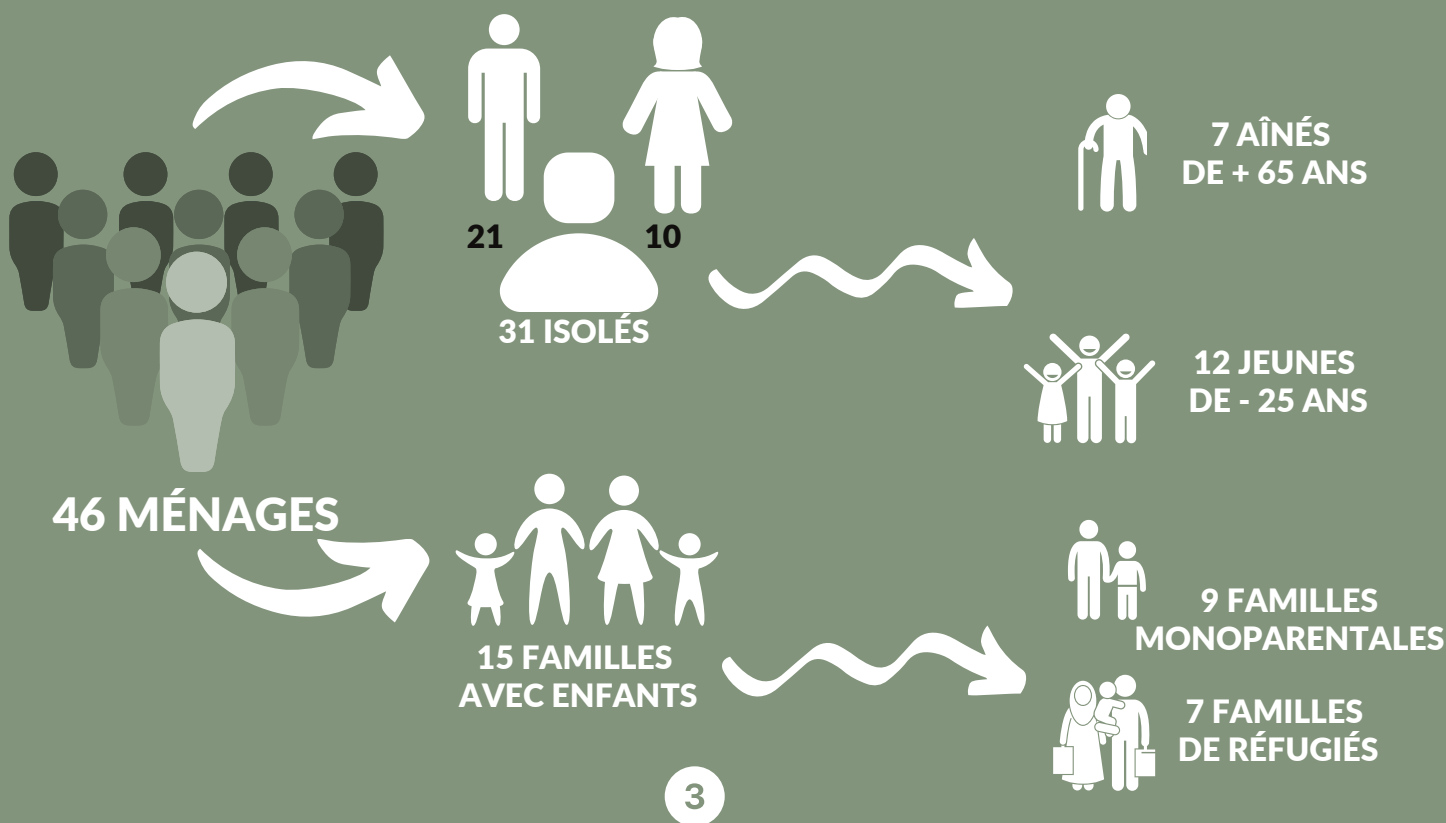 46 MÉNAGES
21
10
31 ISOLÉS
7 AÎNÉS
DE + 65 ANS
12 JEUNES
DE - 25 ANS
15 FAMILLES
AVEC ENFANTS
9 FAMILLES
MONOPARENTALES
7 FAMILLES
DE RÉFUGIÉS
3